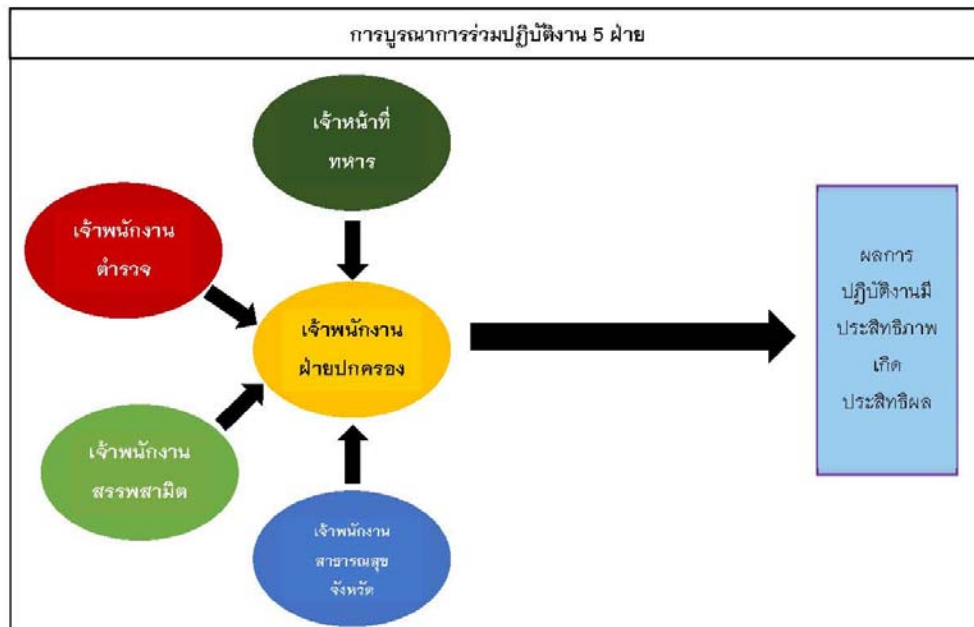 การบูรณาการร่วมปฏิบัติงาน 5 ฝ่าย
เจ้าหน้าที่
ทหาร
เจ้าพนักงาน
ตำรวจ
เจ้าพนักงาน
ฝ่ายปกครอง
เจ้าพนักงาน
สรรพสามิต
เจ้าพนักงาน
สาธารณสุข
จังหวัด
ผลการ
ปฏิบัติงานมี
ประสิทธิภาพ
เกิด
ประสิทธิผล